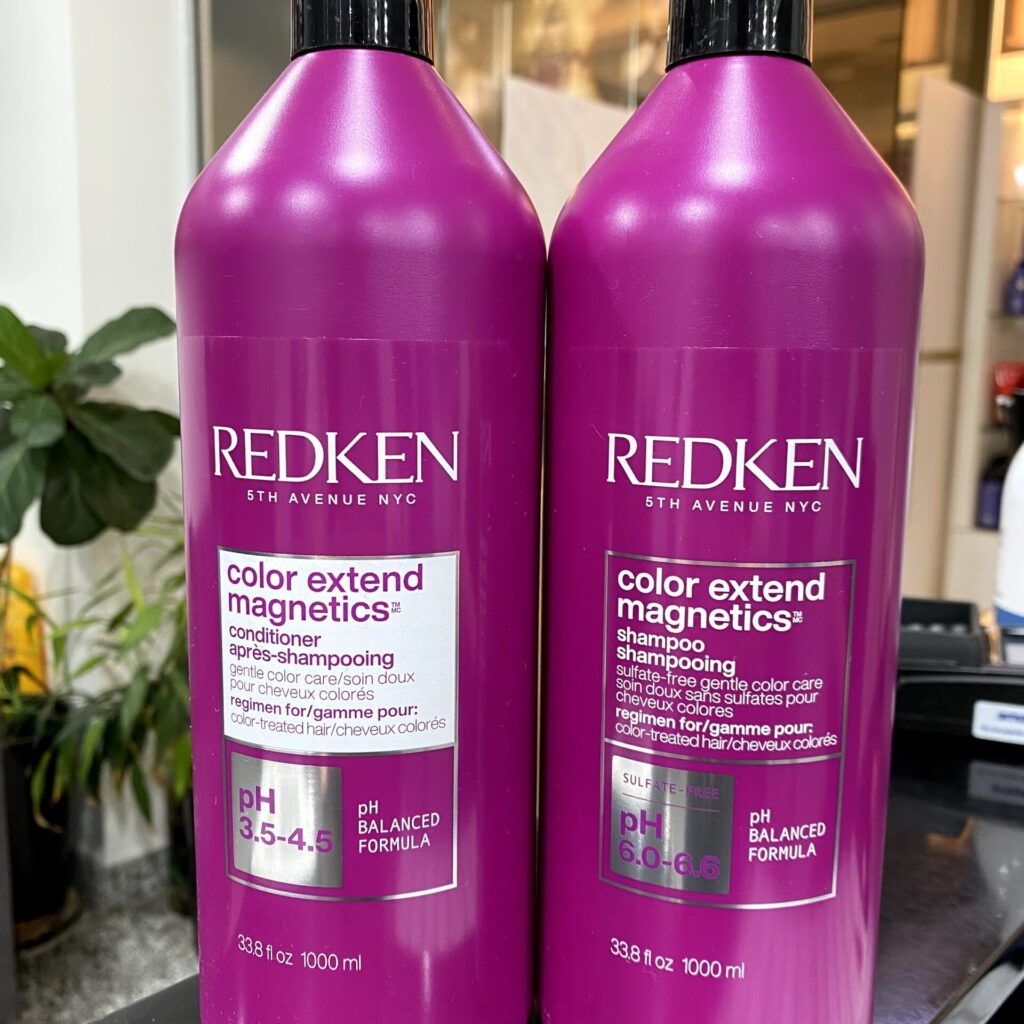 REDKEN
5TH AVENUE NYC
color extend
magnetics™ MC
conditioner
après-shampooing
gentle color care/soin doux
pour cheveux colorés
regimen for/gamme pour:
color-treated hair/cheveux colorés
pH
3.5-4.5
pH
BALANCED
FORMULA
33.8 fl oz 1000 ml
REDKEN
5TH AVENUE NYC
color extend
magnetics™ MC
shampoo
shampooing
sulfate-free gentle color care
soin doux sans sulfates pour
cheveux colores
regimen for/gamme pour:
color-treated hair/cheveux colorés
SULFATE-FREE
pH
6.0-6.6
pH
BALANCED
FORMULA
33.8 fl oz 1000 ml